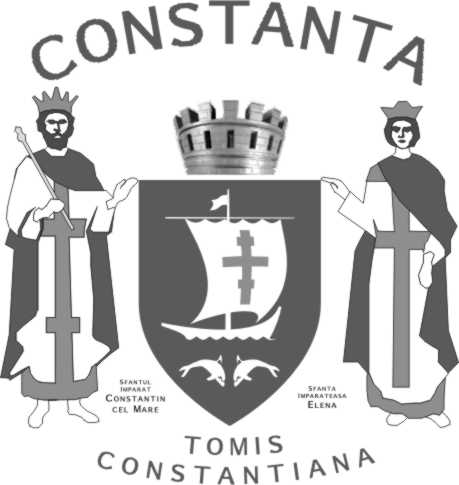 CONSTANTA
SFANTUL
IMPARAT
CONSTANTIN
CEL MARE
SFANTA
IMPARATEASA
ELENA
TOMIS
CONSTANTIANA